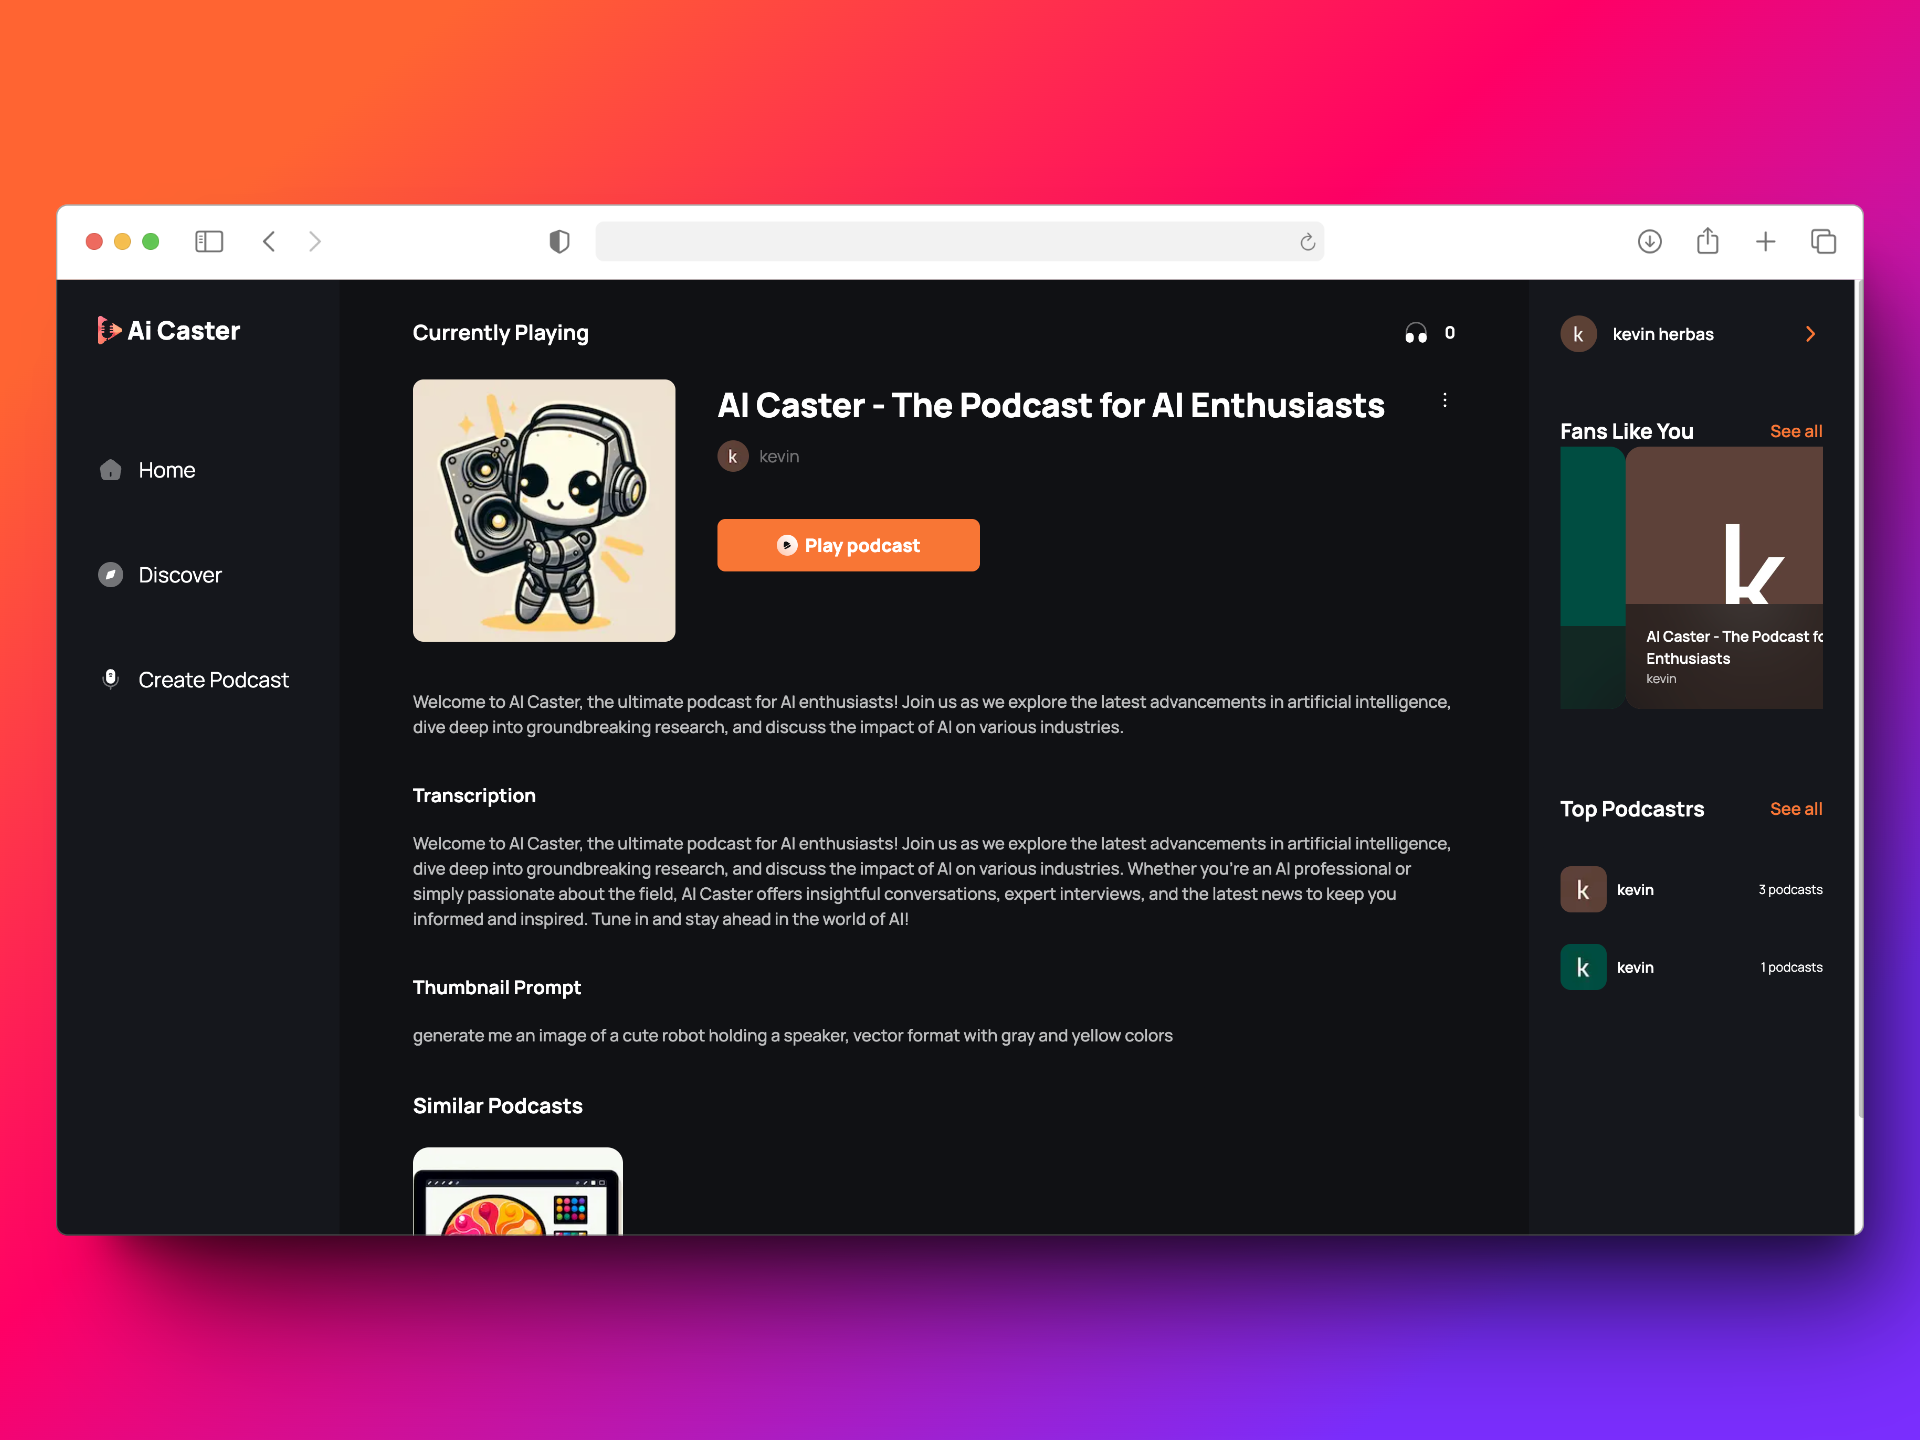 Ai Caster
Home
Discover
Create Podcast
Currently Playing
0
AI Caster - The Podcast for AI Enthusiasts
k
kevin
Play podcast
Welcome to AI Caster, the ultimate podcast for AI enthusiasts! Join us as we explore the latest advancements in artificial intelligence,
dive deep into groundbreaking research, and discuss the impact of AI on various industries.
Transcription
Welcome to AI Caster, the ultimate podcast for AI enthusiasts! Join us as we explore the latest advancements in artificial intelligence,
dive deep into groundbreaking research, and discuss the impact of AI on various industries. Whether you're an AI professional or
simply passionate about the field, AI Caster offers insightful conversations, expert interviews, and the latest news to keep you
informed and inspired. Tune in and stay ahead in the world of AI!
Thumbnail Prompt
generate me an image of a cute robot holding a speaker, vector format with gray and yellow colors
Similar Podcasts
k
kevin herbas
Fans Like You
See all
k
AI Caster - The Podcast fo
Enthusiasts
kevin
Top Podcastrs
See all
k
kevin
3 podcasts
k
kevin
1 podcasts